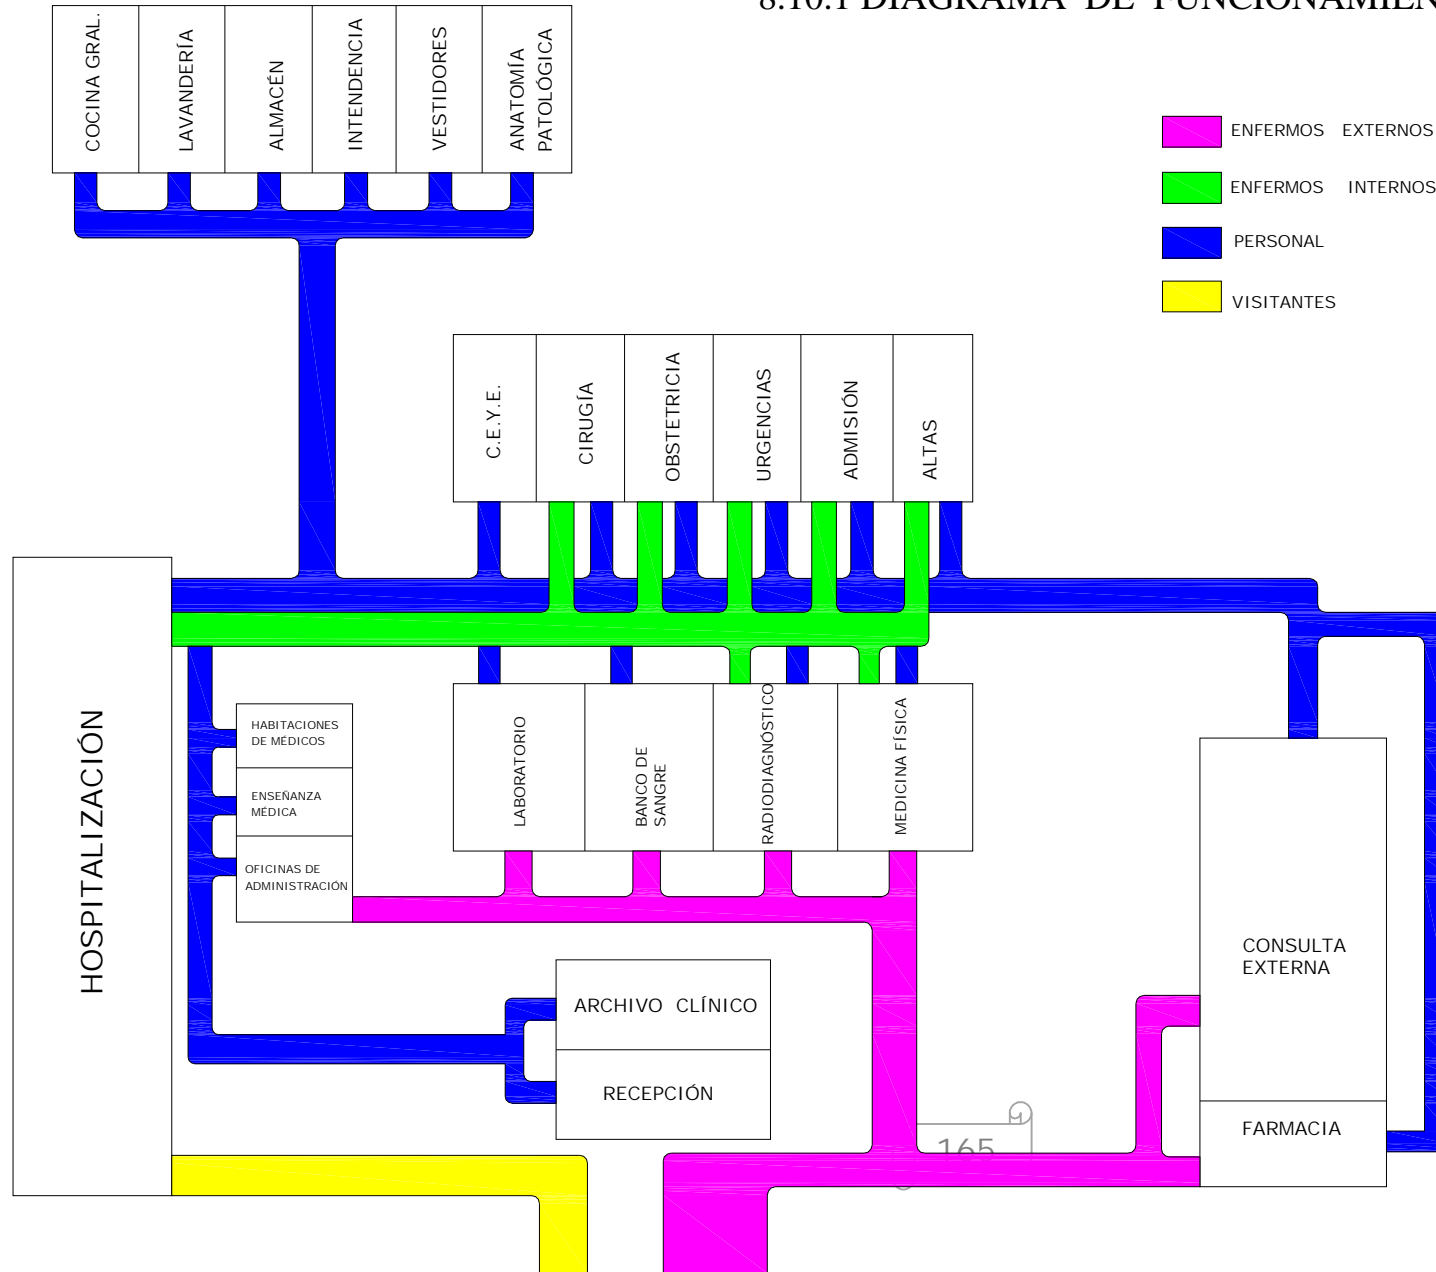 8.10.1 DIAGRAMA DE FUNCIONAMIEN
COCINA GRAL.
LAVANDERÍA
ALMACÉN
INTENDENCIA
VESTIDORES
ANATOMÍA
PATOLÓGICA
ENFERMOS EXTERNOS
ENFERMOS INTERNOS
PERSONAL
VISITANTES
C.E.Y.E.
CIRUGÍA
OBSTETRICIA
URGENCIAS
ADMISIÓN
ALTAS
HOSPITALIZACIÓN
HABITACIONES
DE MÉDICOS
ENSEÑANZA
MÉDICA
OFICINAS DE
ADMINISTRACIÓN
LABORATORIO
BANCO DE
SANGRE
RADIODIAGNÓSTICO
MEDICINA FÍSICA
CONSULTA
EXTERNA
FARMACIA
ARCHIVO CLÍNICO
RECEPCIÓN
165